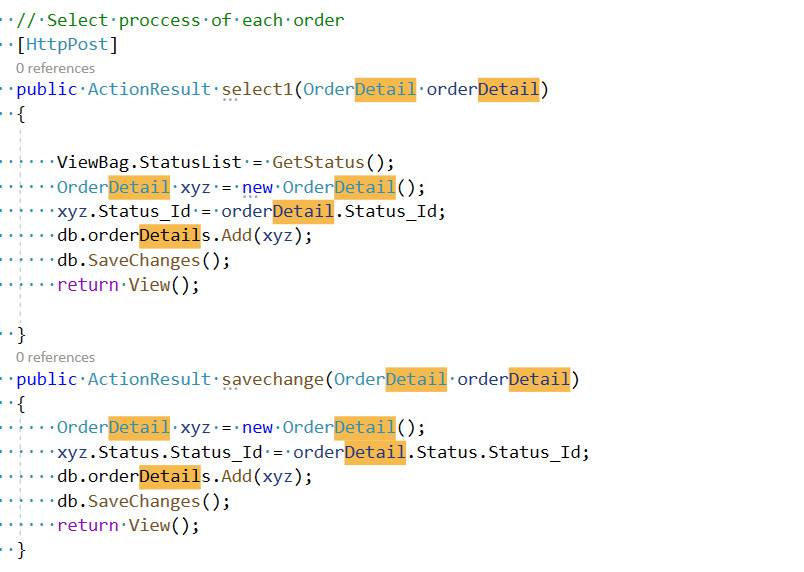 // Select proccess of each order
[HttpPost]
0 references
public ActionResult select1(OrderDetail orderDetail)
{
ViewBag.StatusList = GetStatus();
OrderDetail xyz = new OrderDetail();
xyz.Status_Id = orderDetail.Status_Id;
db.orderDetails.Add(xyz);
db.SaveChanges();
return View();
}
0 references
public ActionResult savechange(OrderDetail orderDetail)
{
OrderDetail xyz = new OrderDetail();
xyz.Status.Status_Id = orderDetail.Status.Status_Id;
db.orderDetails.Add(xyz);
db.SaveChanges();
return View();
}